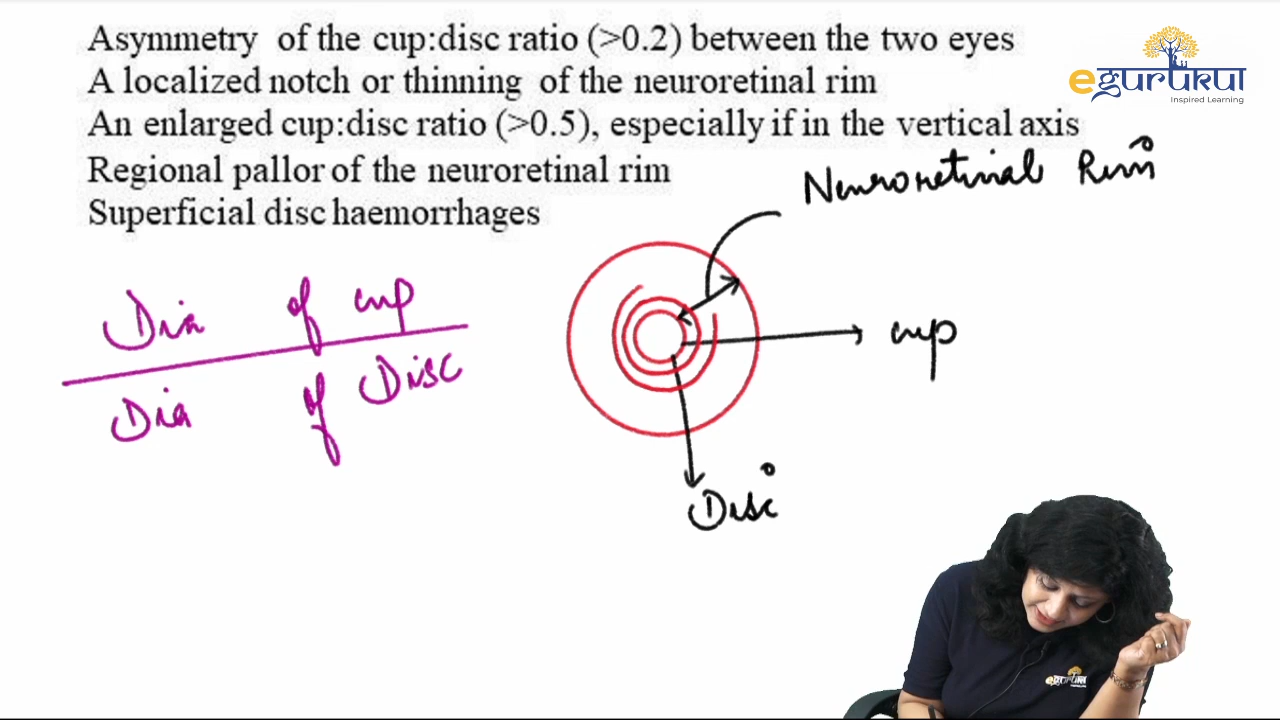 Asymmetry of the cup:disc ratio (>0.2) between the two eyes
A localized notch or thinning of the neuroretinal rim
An enlarged cup:disc ratio (>0.5), especially if in the vertical axis
Regional pallor of the neuroretinal rim
Superficial disc haemorrhages
egurukul
Inspired Learning
Neuroretinal Rim
Dia of cup
Dia of Disc
cup
Disc
egurukul